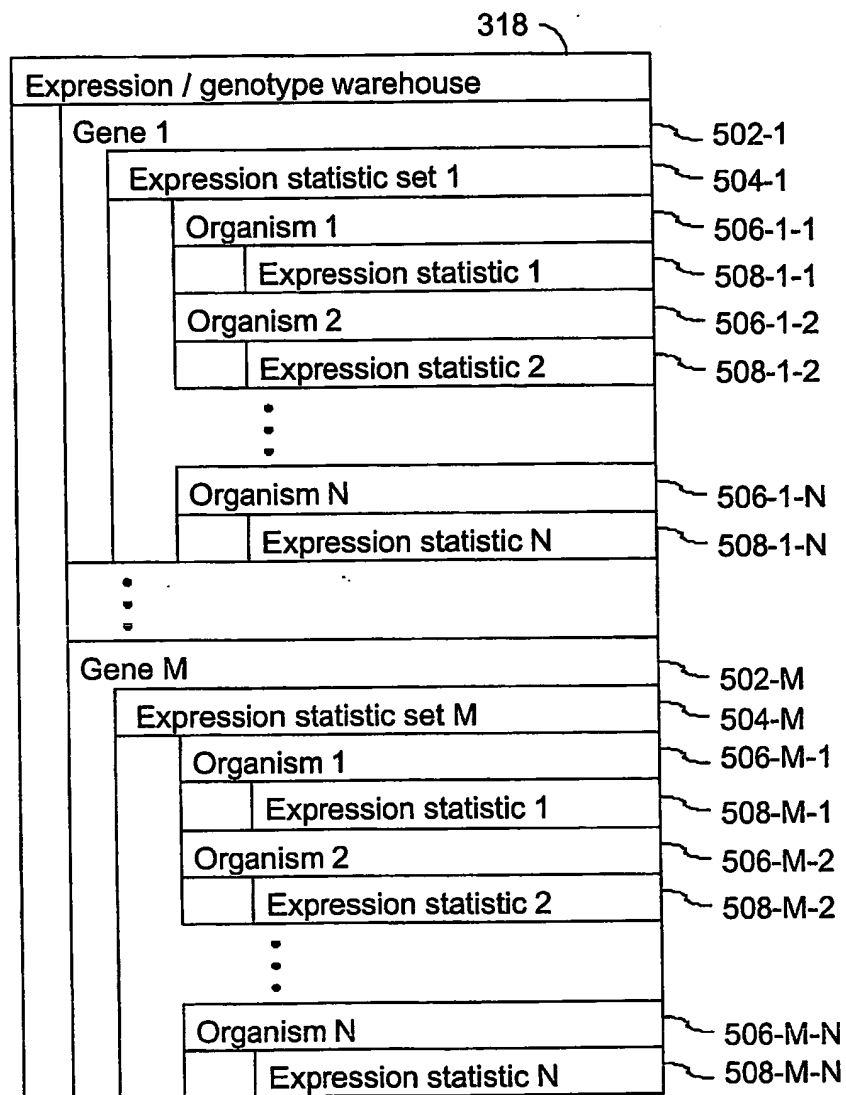 318
Expression / genotype warehouse
Gene 1 502-1
Expression statistic set 1 504-1
Organism 1 506-1-1
Expression statistic 1 508-1-1
Organism 2 506-1-2
Expression statistic 2 508-1-2
Organism N 506-1-N
Expression statistic N 508-1-N
Gene M 502-M
Expression statistic set M 504-M
Organism 1 506-M-1
Expression statistic 1 508-M-1
Organism 2 506-M-2
Expression statistic 2 508-M-2
Organism N 506-M-N
Expression statistic N 508-M-N